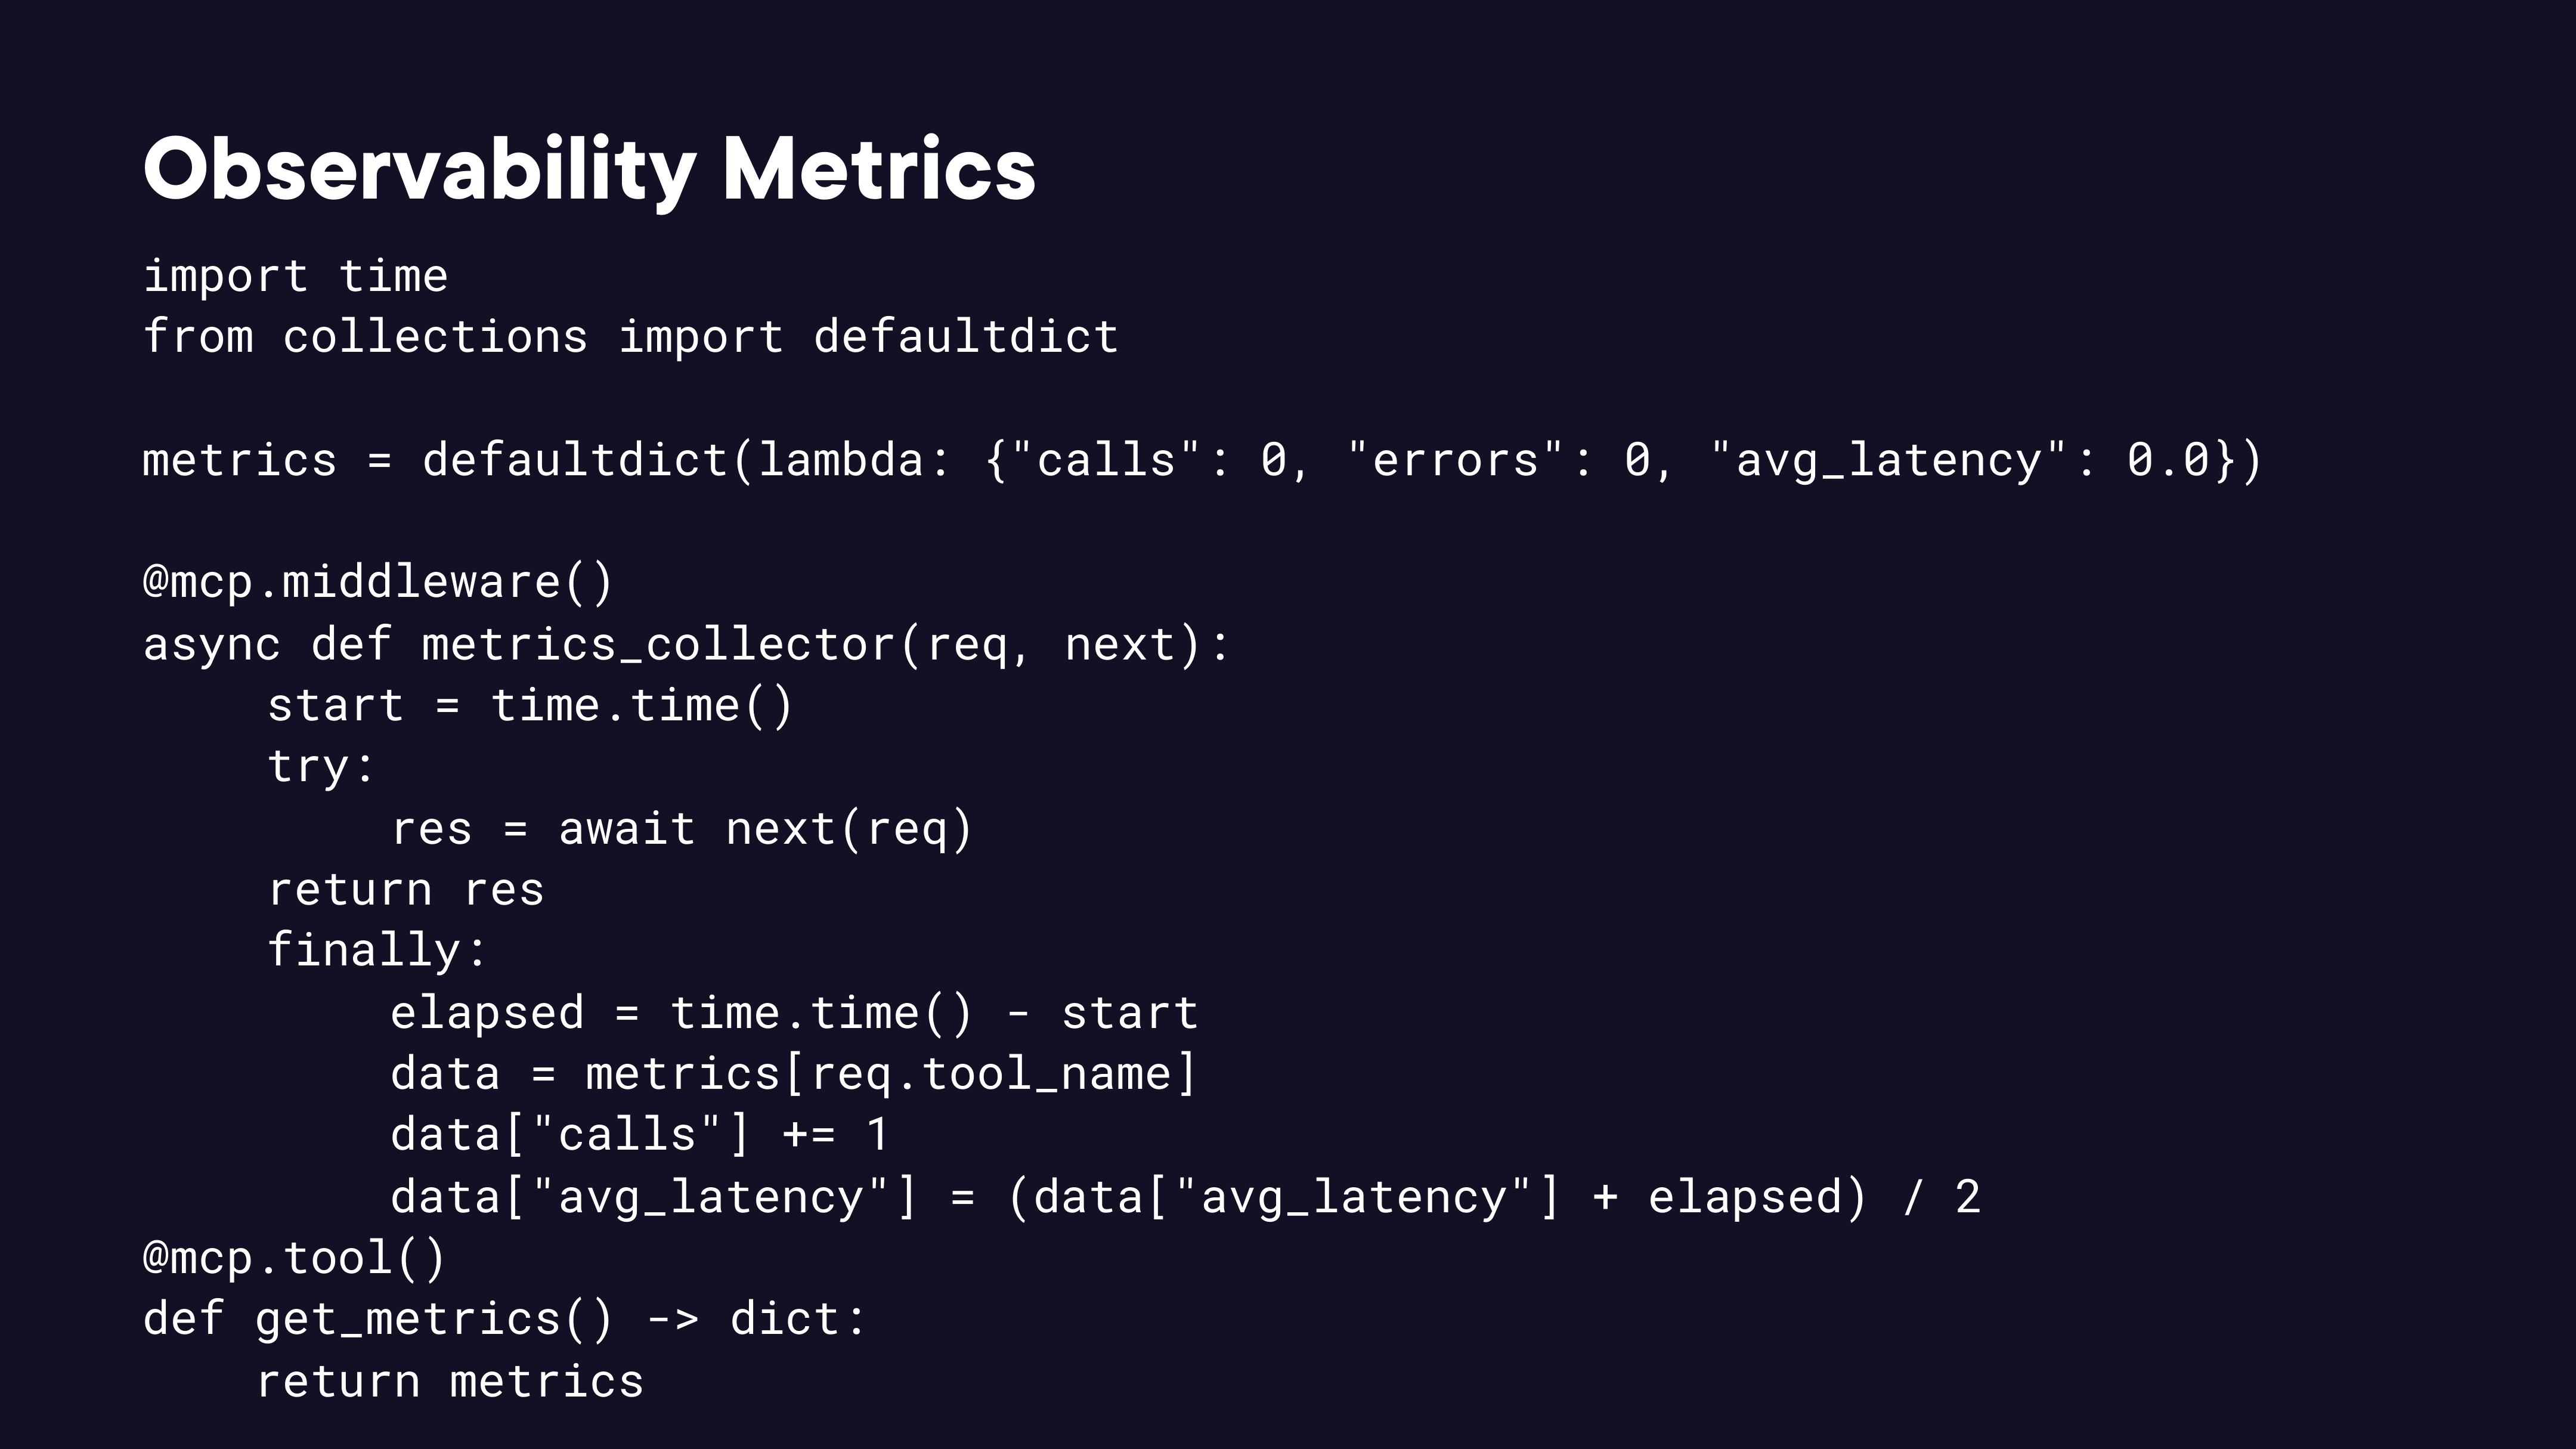 Observability Metrics
import time
from collections import defaultdict
metrics = defaultdict(lambda: {"calls": 0, "errors": 0, "avg_latency": 0.0})
@mcp.middleware()
async def metrics_collector(req, next):
    start = time.time()
    try:
        res = await next(req)
    return res
    finally:
        elapsed = time.time() - start
        data = metrics[req.tool_name]
        data["calls"] += 1
        data["avg_latency"] = (data["avg_latency"] + elapsed) / 2
@mcp.tool()
def get_metrics() -> dict:
    return metrics